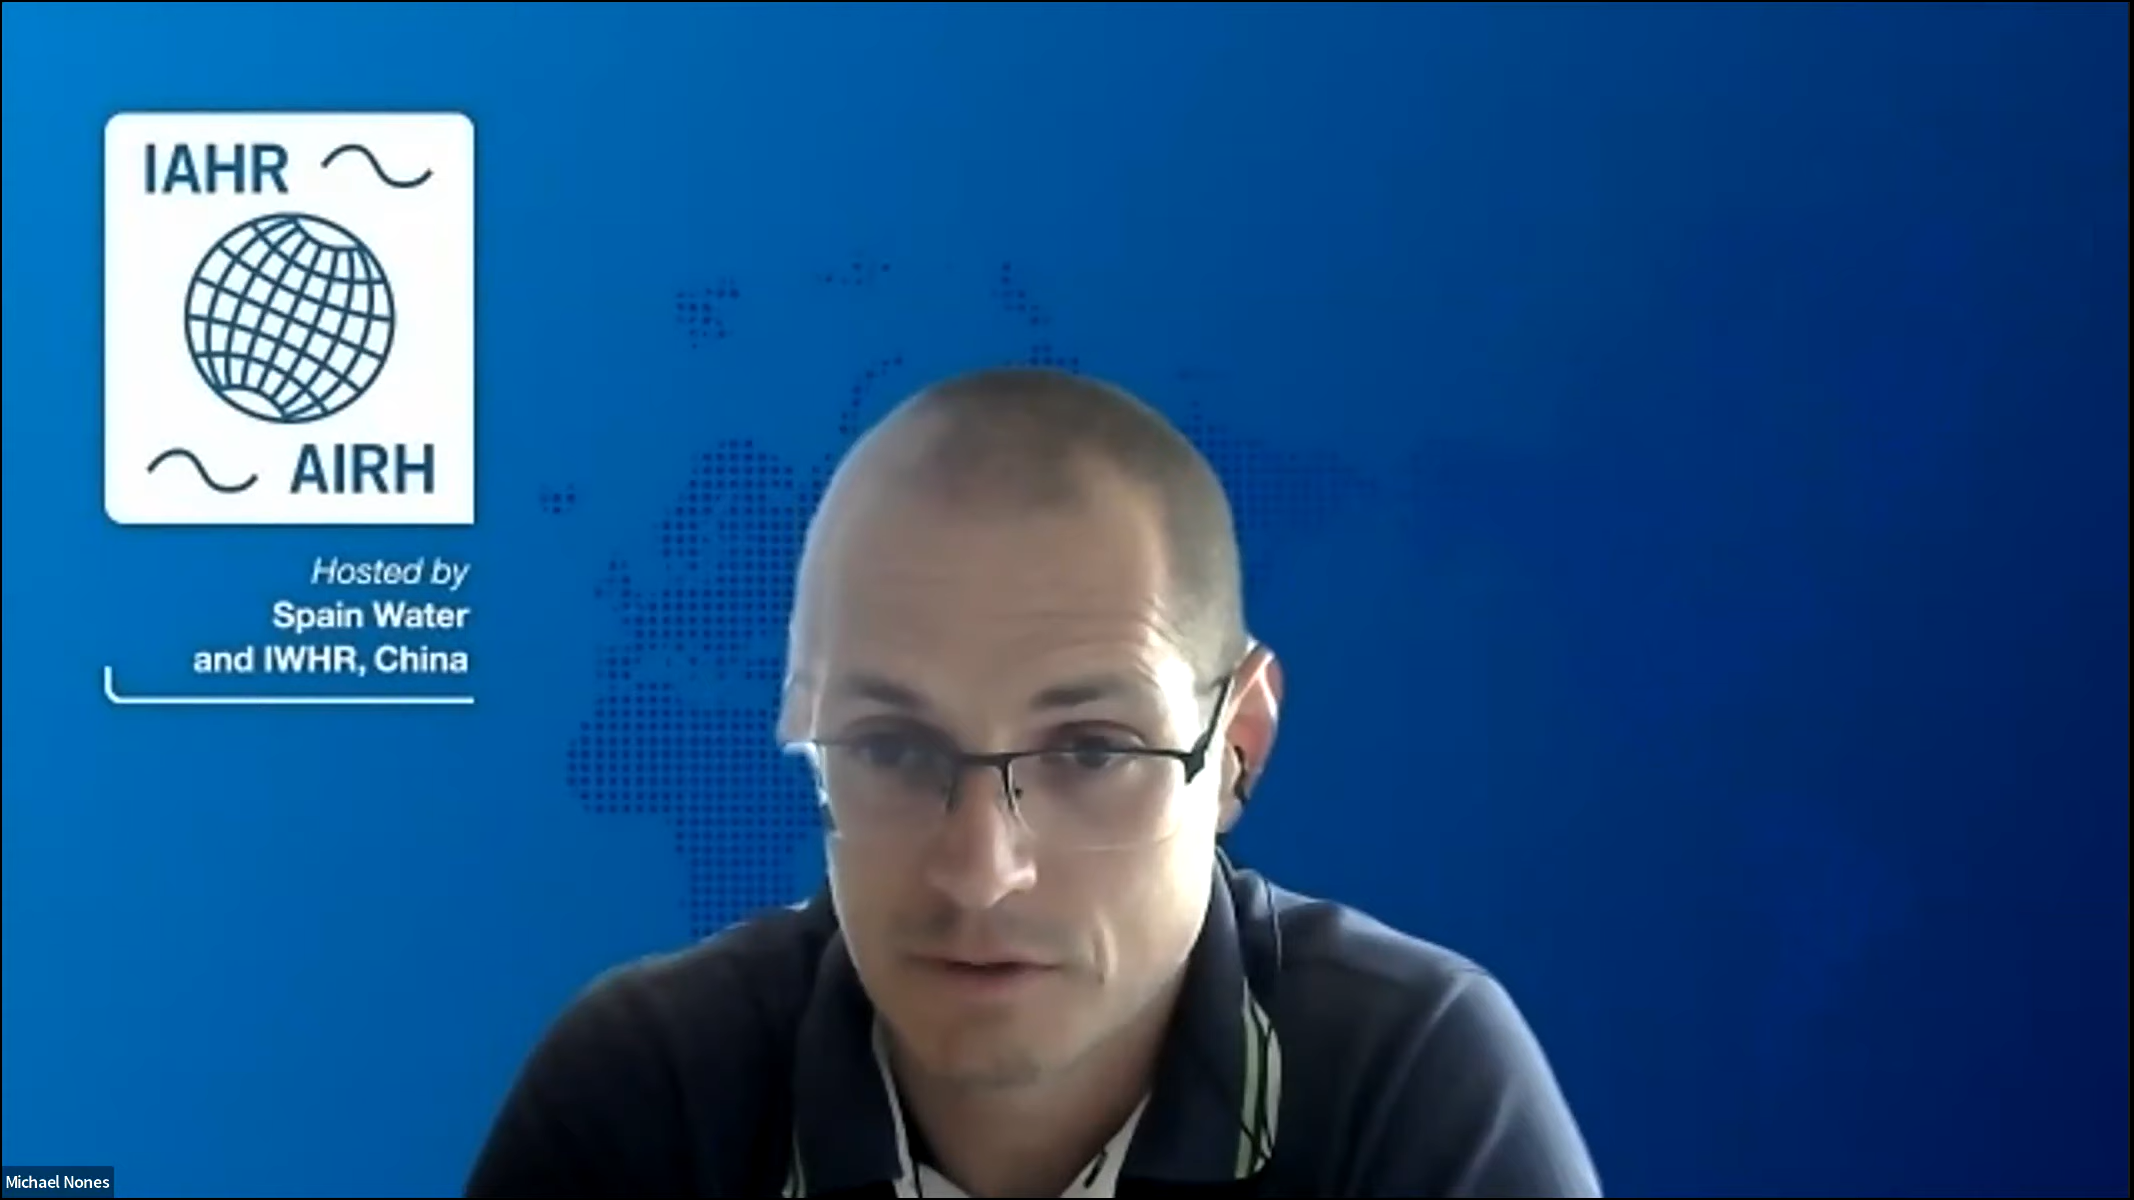 IAHR
AIRH
Hosted by
Spain Water
and IWHR, China
Michael Nones